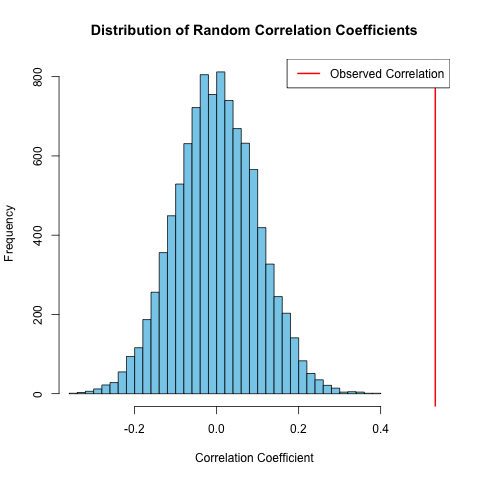 Distribution of Random Correlation Coefficients
Observed Correlation
Frequency
800
600
400
200
0
-0.2 0.0 0.2 0.4
Correlation Coefficient